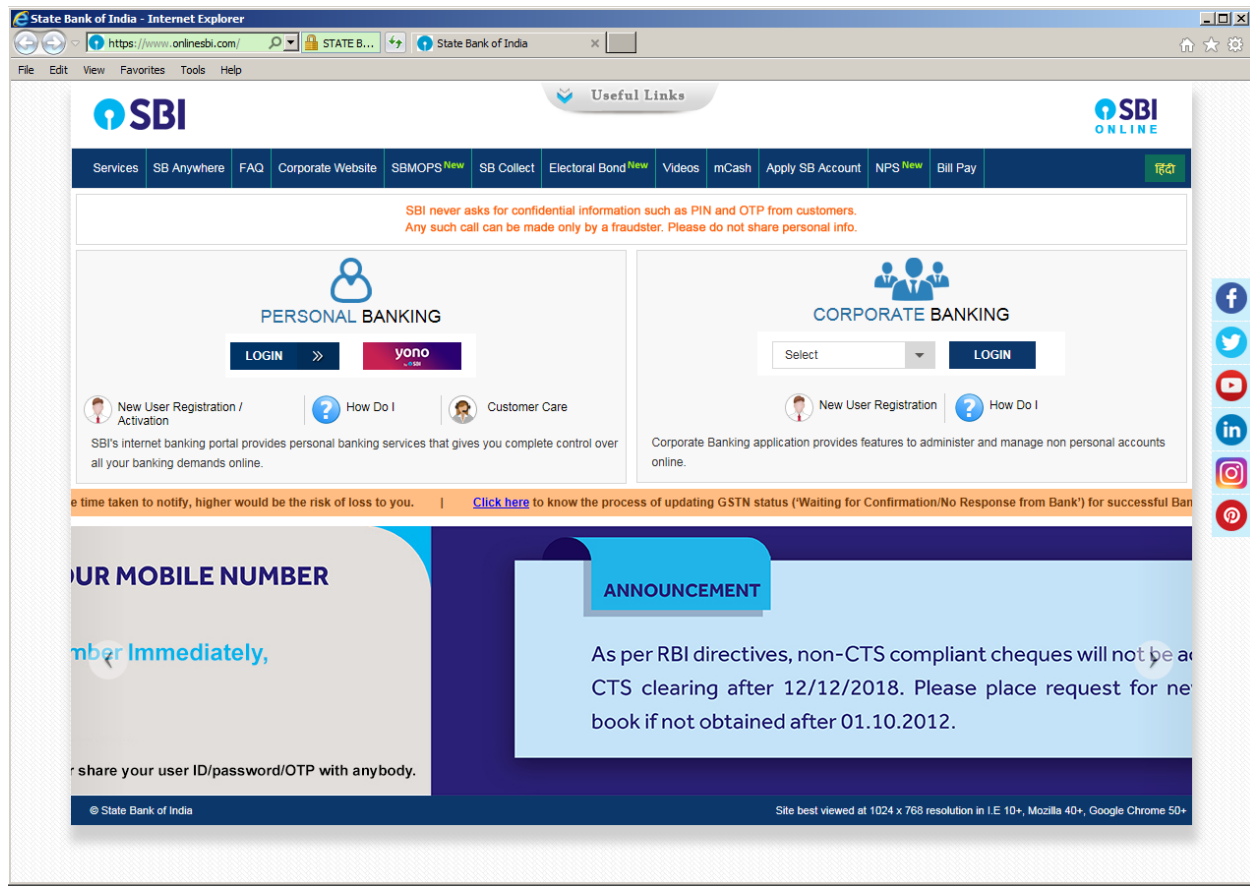 State Bank of India - Internet Explorer
https://www.onlinesbi.com/
STATE B...
State Bank of India
File Edit View Favorites Tools Help
SBI
Useful Links
SBI
ONLINE
Services SB Anywhere FAQ Corporate Website SBMOPS New SB Collect Electoral Bond New Videos mCash Apply SB Account NPS New Bill Pay हिंदी
SBI never asks for confidential information such as PIN and OTP from customers.
Any such call can be made only by a fraudster. Please do not share personal info.
PERSONAL BANKING
LOGIN
yono
New User Registration /
Activation
How Do I
Customer Care
SBI's internet banking portal provides personal banking services that gives you complete control over
all your banking demands online.
CORPORATE BANKING
Select
LOGIN
New User Registration
How Do I
Corporate Banking application provides features to administer and manage non personal accounts
online.
e time taken to notify, higher would be the risk of loss to you. | Click here to know the process of updating GSTN status ('Waiting for Confirmation/No Response from Bank') for successful Ban
OUR MOBILE NUMBER
mber Immediately,
r share your user ID/password/OTP with anybody.
ANNOUNCEMENT
As per RBI directives, non-CTS compliant cheques will not be ac
CTS clearing after 12/12/2018. Please place request for ne
book if not obtained after 01.10.2012.
© State Bank of India
Site best viewed at 1024 x 768 resolution in I.E 10+, Mozilla 40+, Google Chrome 50+